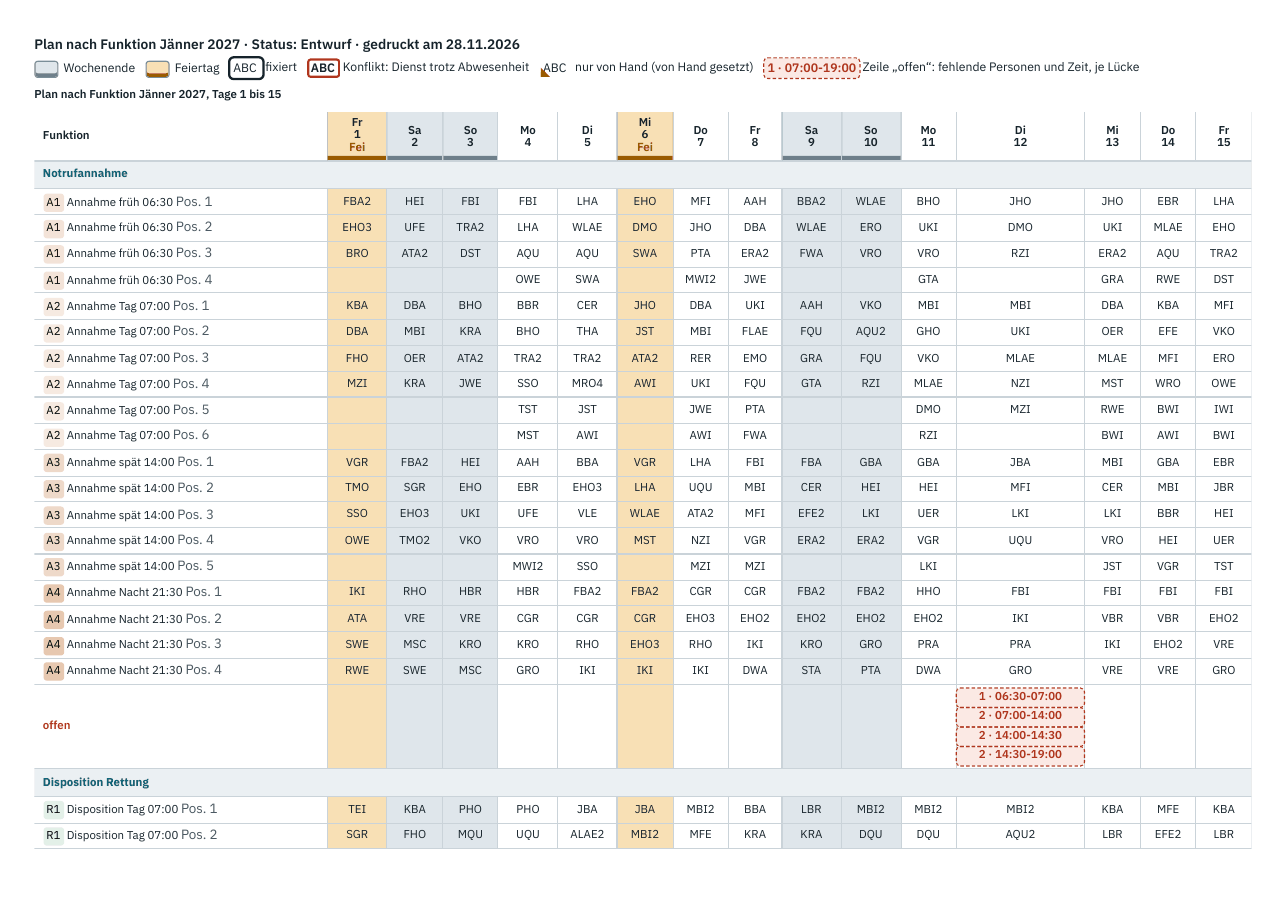 Plan nach Funktion Jänner 2027 · Status: Entwurf · gedruckt am 28.11.2026
Wochenende Feiertag ABC fixiert ABC Konflikt: Dienst trotz Abwesenheit ABC nur von Hand (von Hand gesetzt) 1 · 07:00-19:00 Zeile „offen“: fehlende Personen und Zeit, je Lücke
Plan nach Funktion Jänner 2027, Tage 1 bis 15
Funktion Fr 1 Fei Sa 2 So 3 Mo 4 Di 5 Mi 6 Fei Do 7 Fr 8 Sa 9 So 10 Mo 11 Di 12 Mi 13 Do 14 Fr 15
Notrufannahme
A1 Annahme früh 06:30 Pos. 1 FBA2 HEI FBI FBI LHA EHO MFI AAH BBA2 WLAE BHO JHO JHO EBR LHA
A1 Annahme früh 06:30 Pos. 2 EHO3 UFE TRA2 LHA WLAE DMO JHO DBA WLAE ERO UKI DMO UKI MLAE EHO
A1 Annahme früh 06:30 Pos. 3 BRO ATA2 DST AQU AQU SWA PTA ERA2 FWA VRO VRO RZI ERA2 AQU TRA2
A1 Annahme früh 06:30 Pos. 4 OWE SWA MWI2 JWE GTA GRA RWE DST
A2 Annahme Tag 07:00 Pos. 1 KBA DBA BHO BBR CER JHO DBA UKI AAH VKO MBI MBI DBA KBA MFI
A2 Annahme Tag 07:00 Pos. 2 DBA MBI KRA BHO THA JST MBI FLAE FQU AQU2 GHO UKI OER EFE VKO
A2 Annahme Tag 07:00 Pos. 3 FHO OER ATA2 TRA2 TRA2 ATA2 RER EMO GRA FQU VKO MLAE MLAE MFI ERO
A2 Annahme Tag 07:00 Pos. 4 MZI KRA JWE SSO MRO4 AWI UKI FQU GTA RZI MLAE NZI MST WRO OWE
A2 Annahme Tag 07:00 Pos. 5 TST JST JWE PTA DMO MZI RWE BWI IWI
A2 Annahme Tag 07:00 Pos. 6 MST AWI AWI FWA RZI BWI AWI BWI
A3 Annahme spät 14:00 Pos. 1 VGR FBA2 HEI AAH BBA VGR LHA FBI FBA GBA GBA JBA MBI GBA EBR
A3 Annahme spät 14:00 Pos. 2 TMO SGR EHO EBR EHO3 LHA UQU MBI CER HEI HEI MFI CER MBI JBR
A3 Annahme spät 14:00 Pos. 3 SSO EHO3 UKI UFE VLE WLAE ATA2 MFI EFE2 LKI UER LKI LKI BBR HEI
A3 Annahme spät 14:00 Pos. 4 OWE TMO2 VKO VRO VRO MST NZI VGR ERA2 ERA2 VGR UQU VRO HEI UER
A3 Annahme spät 14:00 Pos. 5 MWI2 SSO MZI MZI LKI JST VGR TST
A4 Annahme Nacht 21:30 Pos. 1 IKI RHO HBR HBR FBA2 FBA2 CGR CGR FBA2 FBA2 HHO FBI FBI FBI FBI
A4 Annahme Nacht 21:30 Pos. 2 ATA VRE VRE CGR CGR CGR EHO3 EHO2 EHO2 EHO2 EHO2 IKI VBR VBR EHO2
A4 Annahme Nacht 21:30 Pos. 3 SWE MSC KRO KRO RHO EHO3 RHO IKI KRO GRO PRA PRA IKI EHO2 VRE
A4 Annahme Nacht 21:30 Pos. 4 RWE SWE MSC GRO IKI IKI IKI DWA STA PTA DWA GRO VRE VRE GRO
offen
1 · 06:30-07:00
2 · 07:00-14:00
2 · 14:00-14:30
2 · 14:30-19:00
Disposition Rettung
R1 Disposition Tag 07:00 Pos. 1 TEI KBA PHO PHO JBA JBA MBI2 BBA LBR MBI2 MBI2 MBI2 KBA MFE KBA
R1 Disposition Tag 07:00 Pos. 2 SGR FHO MQU UQU ALAE2 MBI2 MFE KRA KRA DQU DQU AQU2 LBR EFE2 LBR